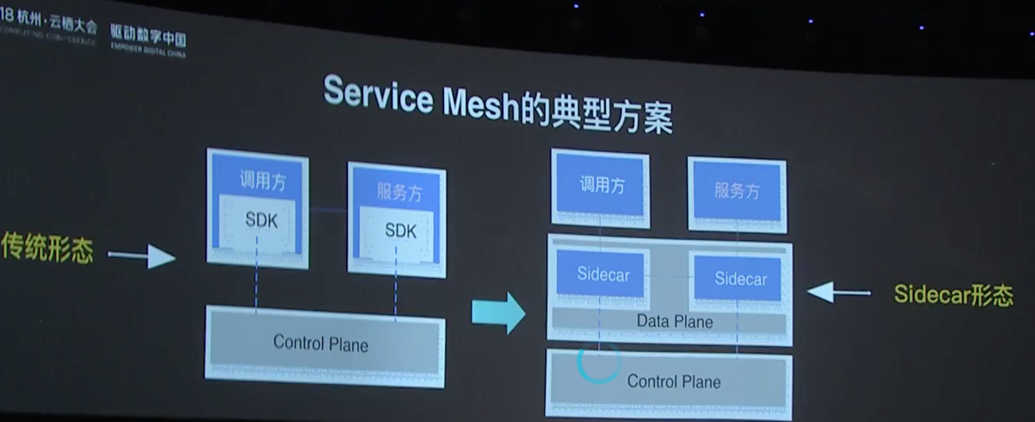 18 杭州·云栖大会
COMPUTING CONFERENCE
驱动数字中国
EMPOWER DIGITAL CHINA
Service Mesh的典型方案
调用方
SDK
服务方
SDK
传统形态
Control Plane
调用方
服务方
Sidecar
Sidecar
Data Plane
Control Plane
Sidecar形态